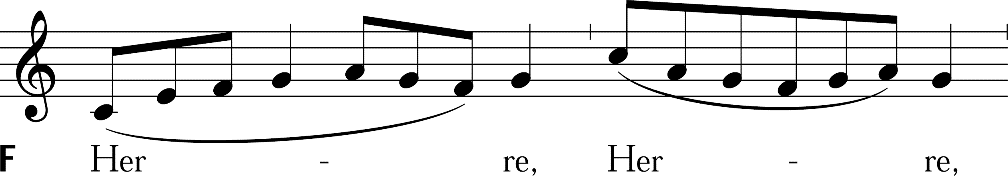 F Her - re, Her - re,